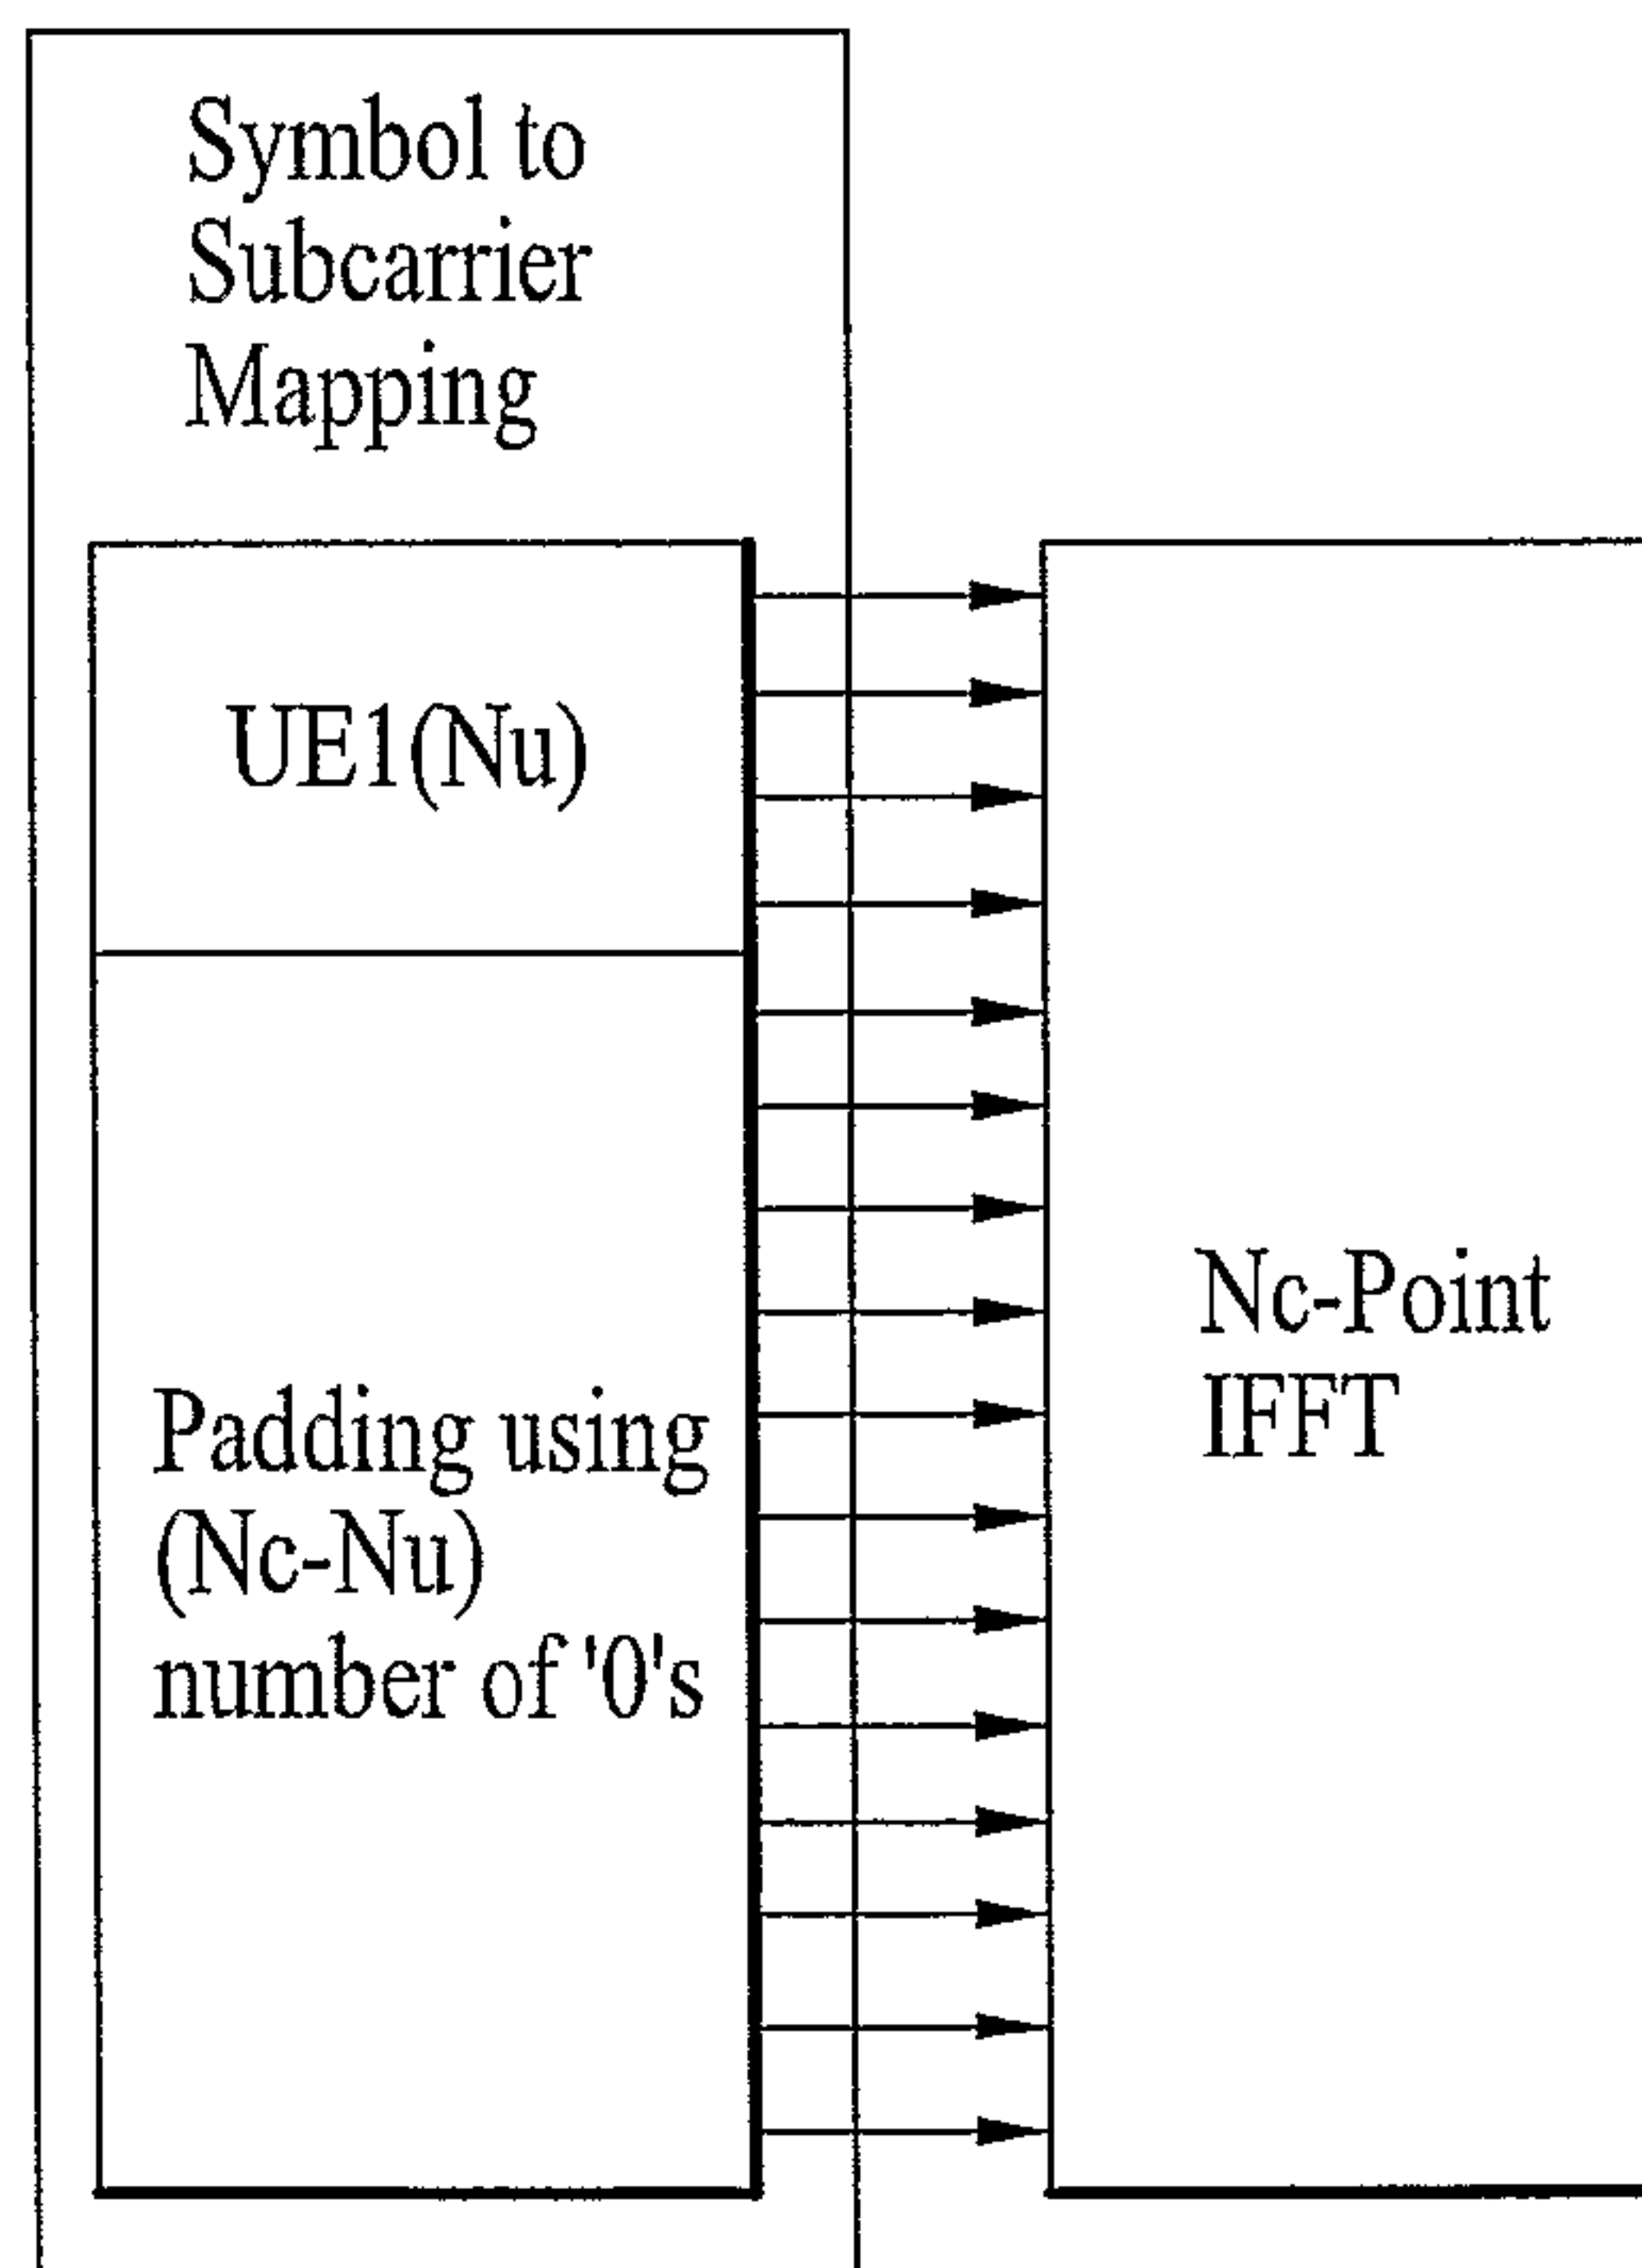 Symbol to
Subcarrier
Mapping
UE1(Nu)
Padding using
(Nc-Nu)
number of '0's
Nc-Point
IFFT